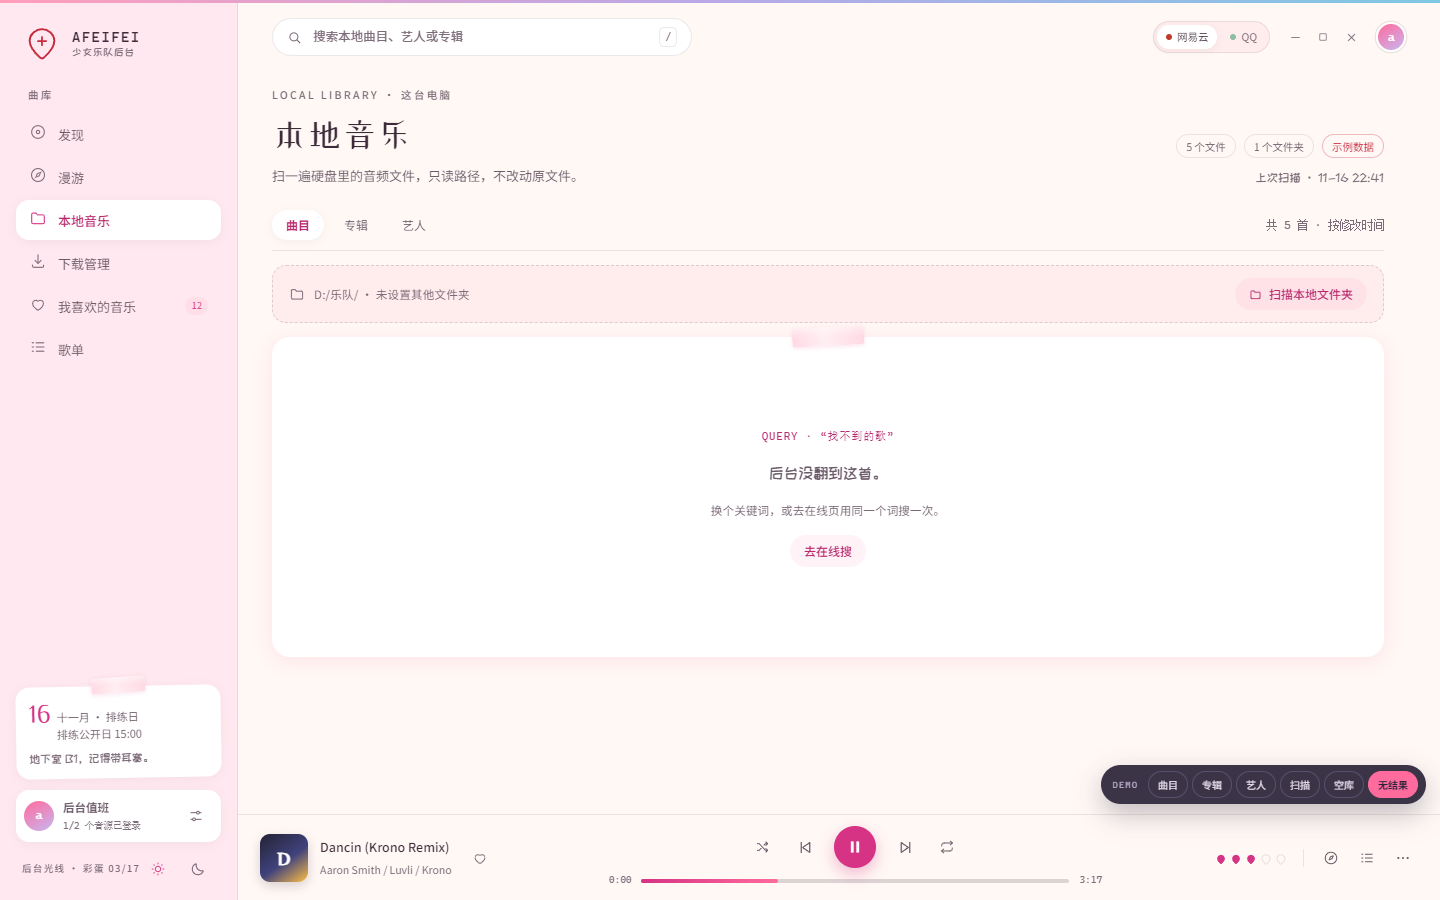 AFEIFEI
少女乐队后台
曲库
发现
漫游
本地音乐
下载管理
我喜欢的音乐 12
歌单
16 十一月 · 排练日
排练公开日 15:00
地下室 B1，记得带耳塞。
a 后台值班
1/2 个音源已登录
后台光线 · 彩蛋 03/17
搜索本地曲目、艺人或专辑 /
网易云 QQ
a
LOCAL LIBRARY · 这台电脑
本地音乐
扫一遍硬盘里的音频文件，只读路径，不改动原文件。
5 个文件 1 个文件夹 示例数据
上次扫描 · 11-16 22:41
曲目 专辑 艺人
共 5 首 · 按修改时间
D:/乐队/ · 未设置其他文件夹
扫描本地文件夹
QUERY · “找不到的歌”
后台没翻到这首。
换个关键词，或去在线页用同一个词搜一次。
去在线搜
DEMO 曲目 专辑 艺人 扫描 空库 无结果
D
Dancin (Krono Remix)
Aaron Smith / Luvli / Krono
0:00 3:17